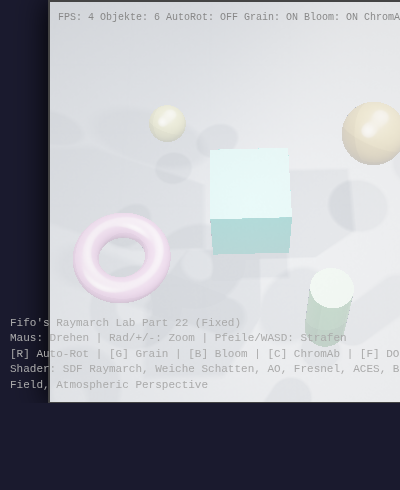 FPS: 4 Objekte: 6 AutoRot: OFF Grain: ON Bloom: ON ChromA
Fifo's Raymarch Lab Part 22 (Fixed)
Maus: Drehen | Rad/+/-: Zoom | Pfeile/WASD: Strafen
[R] Auto-Rot | [G] Grain | [B] Bloom | [C] ChromAb | [F] DO
Shader: SDF Raymarch, Weiche Schatten, AO, Fresnel, ACES, B
Field, Atmospheric Perspective